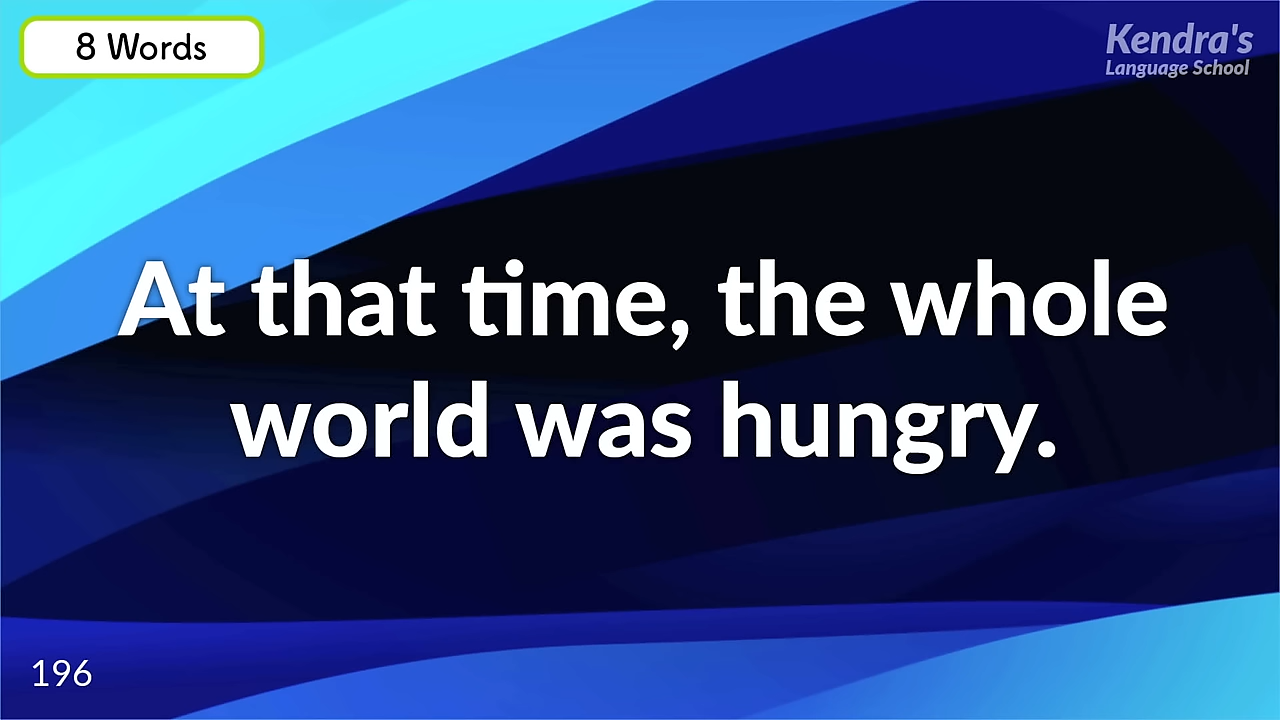 8 Words
Kendra's
Language School
At that time, the whole
world was hungry.
196